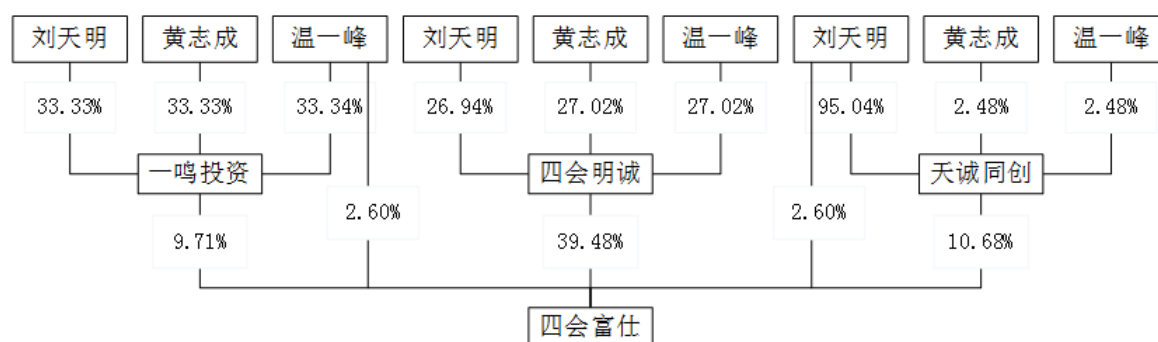 刘天明 黄志成 温一峰 刘天明 黄志成 温一峰 刘天明 黄志成 温一峰
33.33% 33.33% 33.34% 26.94% 27.02% 27.02% 95.04% 2.48% 2.48%
一鸣投资 四会明诚 天诚同创
2.60% 2.60%
9.71% 39.48% 10.68%
四会富仕